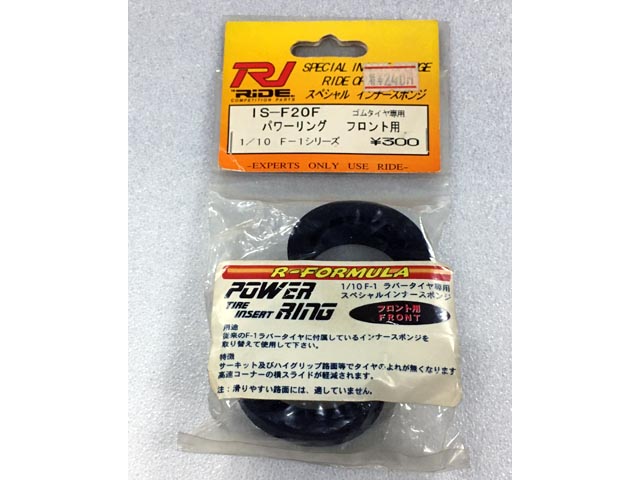 RJ
RIDE
COMPETITION PARTS
SPECIAL IN GE
RIDE OR
スペシャル インナースポンジ
¥240円
IS-F20F ゴムタイヤ専用
パワーリング フロント用
1/10 F-1シリーズ ¥300
-EXPERTS ONLY USE RIDE-
R-FORMULA
POWER RING
TIRE INSERT
1/10 F-1 ラバータイヤ専用
スペシャルインナースポンジ
フロント用
FRONT
用途
従来のF-1ラバータイヤに付属しているインナースポンジを
取り替えて使用して下さい。
特徴
サーキット及びハイグリップ路面等でタイヤのよれが無くなります
高速コーナーの横スライドが軽減されます。
注:滑りやすい路面には、適していません。